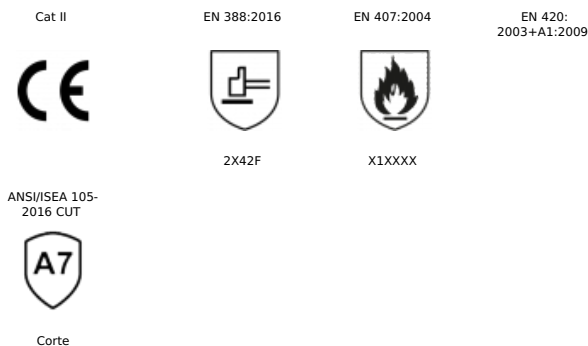 Cat II
EN 388:2016
EN 407:2004
EN 420:
2003+A1:2009
CE
2X42F
X1XXXX
ANSI/ISEA 105-
2016 CUT
A7
Corte